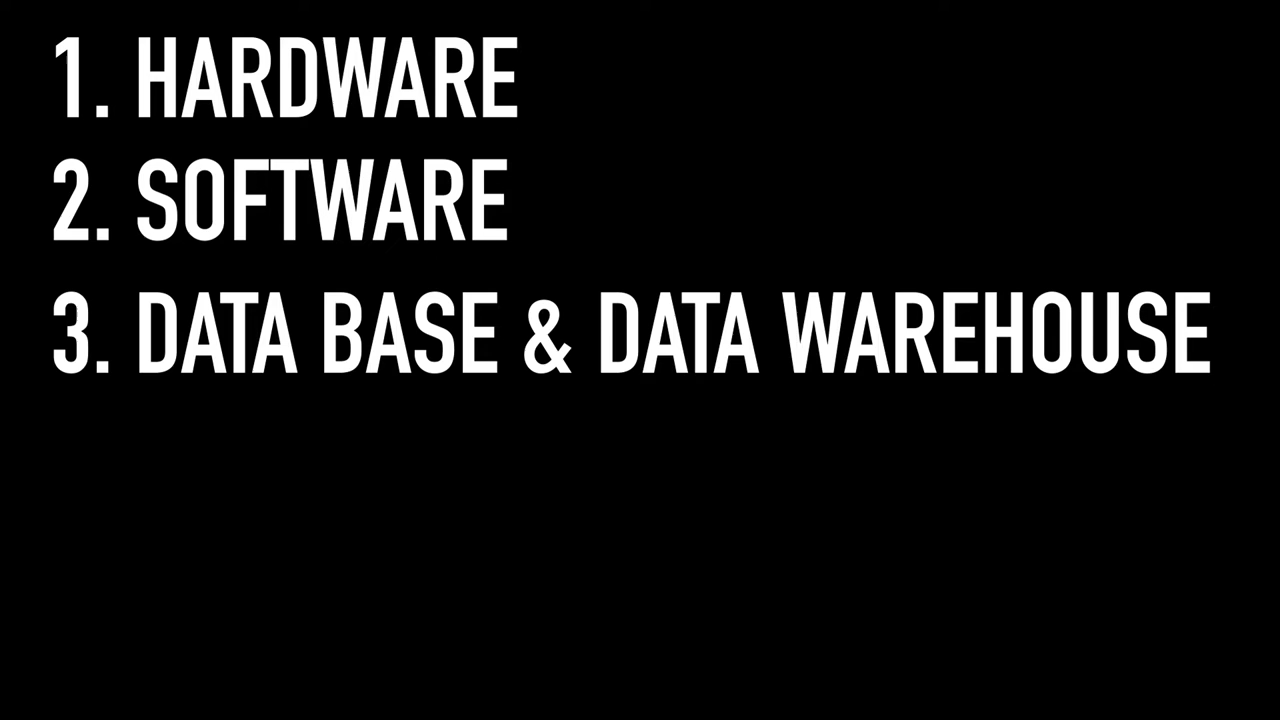 1. HARDWARE
2. SOFTWARE
3. DATA BASE & DATA WAREHOUSE